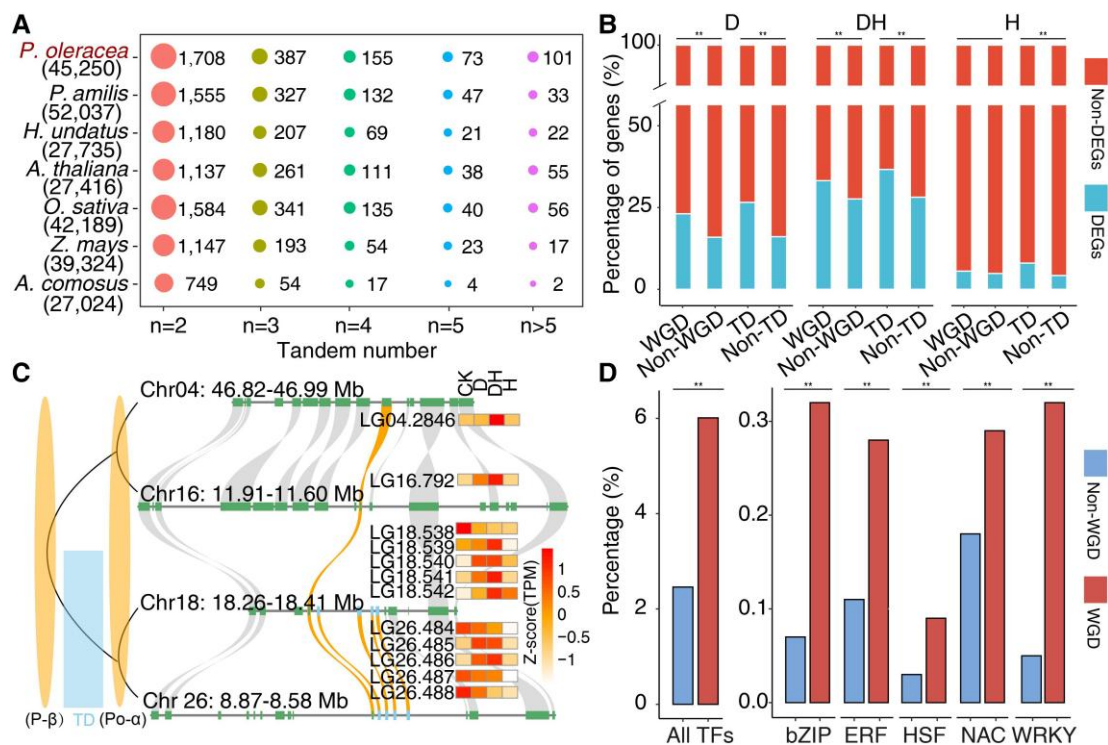 A
P. oleracea
(45,250)
1,708 387 155 73 101
P. amilis
(52,037)
1,555 327 132 47 33
H. undatus
(27,735)
1,180 207 69 21 22
A. thaliana
(27,416)
1,137 261 111 38 55
O. sativa
(42,189)
1,584 341 135 40 56
Z. mays
(39,324)
1,147 193 54 23 17
A. comosus
(27,024)
749 54 17 4 2
n=2 n=3 n=4 n=5 n>5
Tandem number
B
D DH H
** ** ** ** **
Percentage of genes (%)
100
50
25
0
WGD Non-WGD TD Non-TD WGD Non-WGD TD Non-TD WGD Non-WGD TD Non-TD
Non-DEGs
DEGs
C
Chr04: 46.82-46.99 Mb
CK D DH H
LG04.2846
LG16.792
Chr16: 11.91-11.60 Mb
LG18.538
LG18.539
LG18.540
LG18.541
LG18.542
Chr18: 18.26-18.41 Mb
LG26.484
LG26.485
LG26.486
LG26.487
LG26.488
Chr 26: 8.87-8.58 Mb
Z-score(TPM)
1
0.5
0
−0.5
−1
(P-β) TD (Po-α)
D
** ** ** ** ** **
Percentage (%)
6
4
2
0
0.3
0.2
0.1
0.0
All TFs bZIP ERF HSF NAC WRKY
Non-WGD
WGD